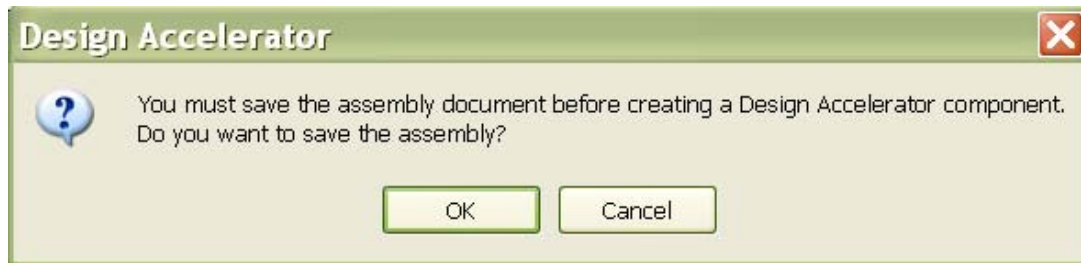 Design Accelerator
You must save the assembly document before creating a Design Accelerator component.
Do you want to save the assembly?
OK Cancel